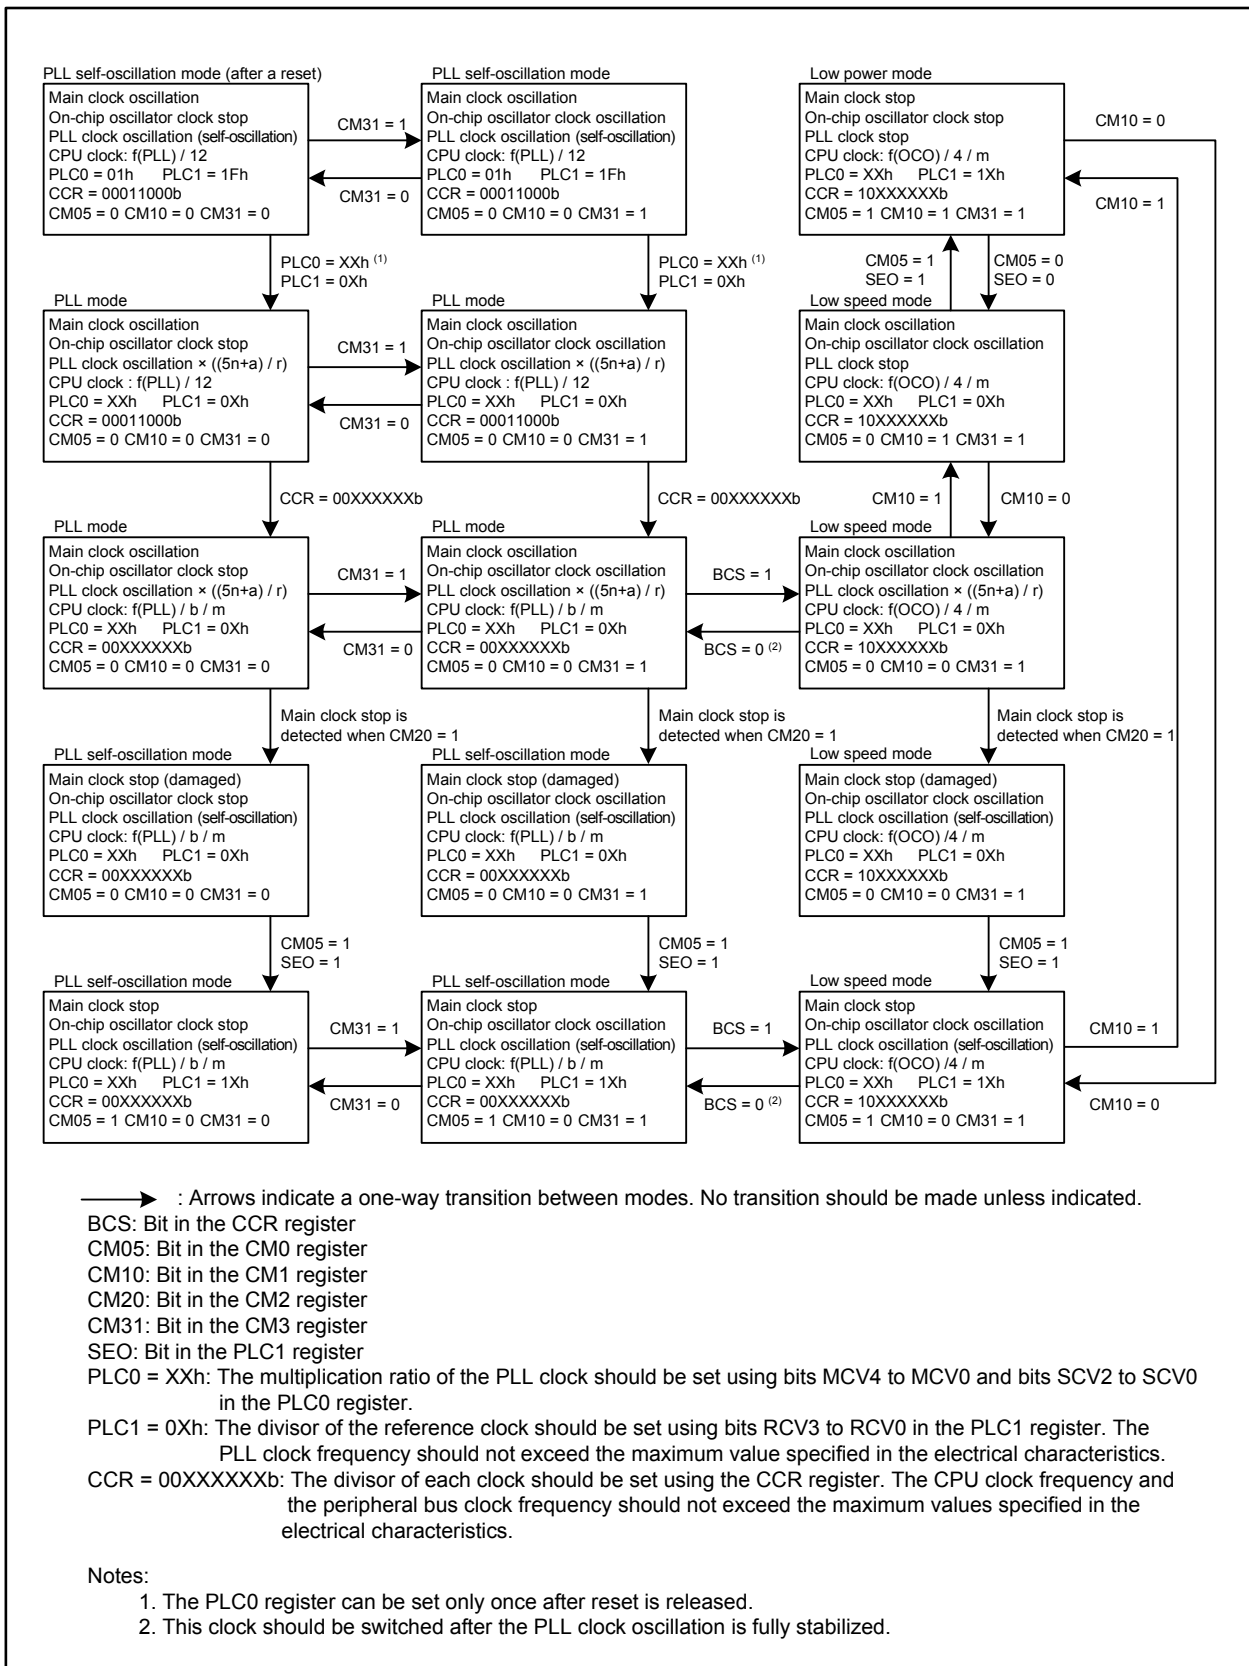 PLL self-oscillation mode (after a reset)
Main clock oscillation
On-chip oscillator clock stop
PLL clock oscillation (self-oscillation)
CPU clock: f(PLL) / 12
PLC0 = 01h PLC1 = 1Fh
CCR = 00011000b
CM05 = 0 CM10 = 0 CM31 = 0
CM31 = 1
CM31 = 0
PLL self-oscillation mode
Main clock oscillation
On-chip oscillator clock oscillation
PLL clock oscillation (self-oscillation)
CPU clock: f(PLL) / 12
PLC0 = 01h PLC1 = 1Fh
CCR = 00011000b
CM05 = 0 CM10 = 0 CM31 = 1
Low power mode
Main clock stop
On-chip oscillator clock stop
PLL clock stop
CPU clock: f(OCO) / 4 / m
PLC0 = XXh PLC1 = 1Xh
CCR = 10XXXXXXb
CM05 = 1 CM10 = 1 CM31 = 1
CM10 = 0
CM10 = 1
PLC0 = XXh (1)
PLC1 = 0Xh
PLC0 = XXh (1)
PLC1 = 0Xh
CM05 = 1
SEO = 1
CM05 = 0
SEO = 0
PLL mode
Main clock oscillation
On-chip oscillator clock stop
PLL clock oscillation × ((5n+a) / r)
CPU clock : f(PLL) / 12
PLC0 = XXh PLC1 = 0Xh
CCR = 00011000b
CM05 = 0 CM10 = 0 CM31 = 0
CM31 = 1
CM31 = 0
PLL mode
Main clock oscillation
On-chip oscillator clock oscillation
PLL clock oscillation × ((5n+a) / r)
CPU clock : f(PLL) / 12
PLC0 = XXh PLC1 = 0Xh
CCR = 00011000b
CM05 = 0 CM10 = 0 CM31 = 1
Low speed mode
Main clock oscillation
On-chip oscillator clock oscillation
PLL clock stop
CPU clock: f(OCO) / 4 / m
PLC0 = XXh PLC1 = 0Xh
CCR = 10XXXXXXb
CM05 = 0 CM10 = 1 CM31 = 1
CCR = 00XXXXXXb
CCR = 00XXXXXXb
CM10 = 1
CM10 = 0
PLL mode
Main clock oscillation
On-chip oscillator clock stop
PLL clock oscillation × ((5n+a) / r)
CPU clock: f(PLL) / b / m
PLC0 = XXh PLC1 = 0Xh
CCR = 00XXXXXXb
CM05 = 0 CM10 = 0 CM31 = 0
CM31 = 1
CM31 = 0
PLL mode
Main clock oscillation
On-chip oscillator clock oscillation
PLL clock oscillation × ((5n+a) / r)
CPU clock: f(PLL) / b / m
PLC0 = XXh PLC1 = 0Xh
CCR = 00XXXXXXb
CM05 = 0 CM10 = 0 CM31 = 1
BCS = 1
BCS = 0 (2)
Low speed mode
Main clock oscillation
On-chip oscillator clock oscillation
PLL clock oscillation × ((5n+a) / r)
CPU clock: f(OCO) / 4 / m
PLC0 = XXh PLC1 = 0Xh
CCR = 10XXXXXXb
CM05 = 0 CM10 = 0 CM31 = 1
Main clock stop is
detected when CM20 = 1
Main clock stop is
detected when CM20 = 1
Main clock stop is
detected when CM20 = 1
PLL self-oscillation mode
Main clock stop (damaged)
On-chip oscillator clock stop
PLL clock oscillation (self-oscillation)
CPU clock: f(PLL) / b / m
PLC0 = XXh PLC1 = 0Xh
CCR = 00XXXXXXb
CM05 = 0 CM10 = 0 CM31 = 0
PLL self-oscillation mode
Main clock stop (damaged)
On-chip oscillator clock oscillation
PLL clock oscillation (self-oscillation)
CPU clock: f(PLL) / b / m
PLC0 = XXh PLC1 = 0Xh
CCR = 00XXXXXXb
CM05 = 0 CM10 = 0 CM31 = 1
Low speed mode
Main clock stop (damaged)
On-chip oscillator clock oscillation
PLL clock oscillation (self-oscillation)
CPU clock: f(OCO) /4 / m
PLC0 = XXh PLC1 = 0Xh
CCR = 10XXXXXXb
CM05 = 0 CM10 = 0 CM31 = 1
CM05 = 1
SEO = 1
CM05 = 1
SEO = 1
CM05 = 1
SEO = 1
PLL self-oscillation mode
Main clock stop
On-chip oscillator clock stop
PLL clock oscillation (self-oscillation)
CPU clock: f(PLL) / b / m
PLC0 = XXh PLC1 = 1Xh
CCR = 00XXXXXXb
CM05 = 1 CM10 = 0 CM31 = 0
CM31 = 1
CM31 = 0
PLL self-oscillation mode
Main clock stop
On-chip oscillator clock oscillation
PLL clock oscillation (self-oscillation)
CPU clock: f(PLL) / b / m
PLC0 = XXh PLC1 = 1Xh
CCR = 00XXXXXXb
CM05 = 1 CM10 = 0 CM31 = 1
BCS = 1
BCS = 0 (2)
Low speed mode
Main clock stop
On-chip oscillator clock oscillation
PLL clock oscillation (self-oscillation)
CPU clock: f(OCO) /4 / m
PLC0 = XXh PLC1 = 1Xh
CCR = 10XXXXXXb
CM05 = 1 CM10 = 0 CM31 = 1
CM10 = 1
CM10 = 0
: Arrows indicate a one-way transition between modes. No transition should be made unless indicated.
BCS: Bit in the CCR register
CM05: Bit in the CM0 register
CM10: Bit in the CM1 register
CM20: Bit in the CM2 register
CM31: Bit in the CM3 register
SEO: Bit in the PLC1 register
PLC0 = XXh: The multiplication ratio of the PLL clock should be set using bits MCV4 to MCV0 and bits SCV2 to SCV0
in the PLC0 register.
PLC1 = 0Xh: The divisor of the reference clock should be set using bits RCV3 to RCV0 in the PLC1 register. The
PLL clock frequency should not exceed the maximum value specified in the electrical characteristics.
CCR = 00XXXXXXb: The divisor of each clock should be set using the CCR register. The CPU clock frequency and
the peripheral bus clock frequency should not exceed the maximum values specified in the
electrical characteristics.
Notes:
1. The PLC0 register can be set only once after reset is released.
2. This clock should be switched after the PLL clock oscillation is fully stabilized.